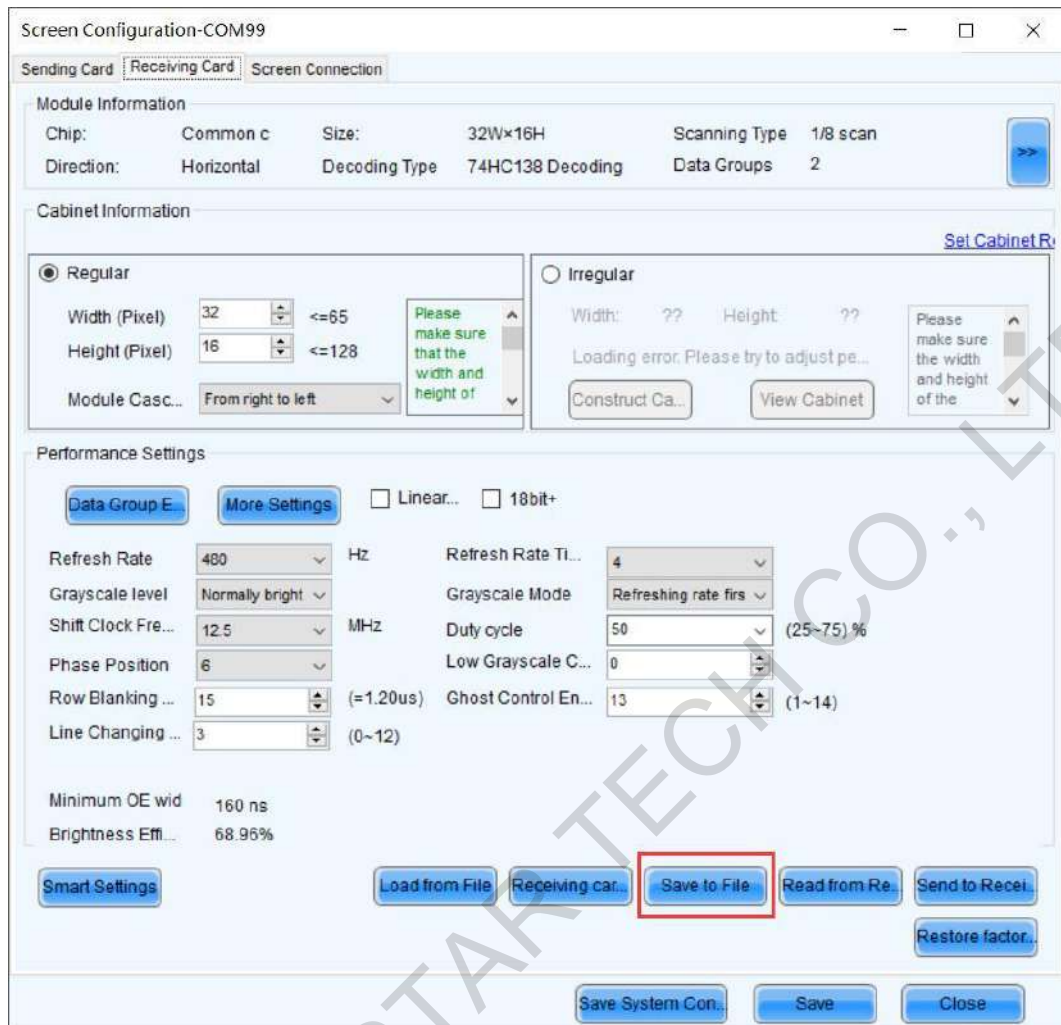 Screen Configuration-COM99
Sending Card Receiving Card Screen Connection
Module Information
Chip: Common c Size: 32W×16H Scanning Type 1/8 scan
Direction: Horizontal Decoding Type 74HC138 Decoding Data Groups 2
>>
Cabinet Information
Set Cabinet R
Regular
Width (Pixel) 32 <=65
Height (Pixel) 16 <=128
Module Casc... From right to left
Please
make sure
that the
width and
height of
Irregular
Width: ?? Height: ??
Loading error. Please try to adjust pe...
Construct Ca... View Cabinet
Please
make sure
the width
and height
of the
Performance Settings
Data Group E... More Settings Linear... 18bit+
Refresh Rate 480 Hz Refresh Rate Ti... 4
Grayscale level Normally bright Grayscale Mode Refreshing rate firs
Shift Clock Fre... 12.5 MHz Duty cycle 50 (25~75) %
Phase Position 6 Low Grayscale C... 0
Row Blanking ... 15 (=1.20us) Ghost Control En... 13 (1~14)
Line Changing ... 3 (0~12)
Minimum OE wid 160 ns
Brightness Effi... 68.96%
Smart Settings Load from File Receiving car... Save to File Read from Re... Send to Recei...
Restore factor...
Save System Con... Save Close
TAR TECH CO., LT